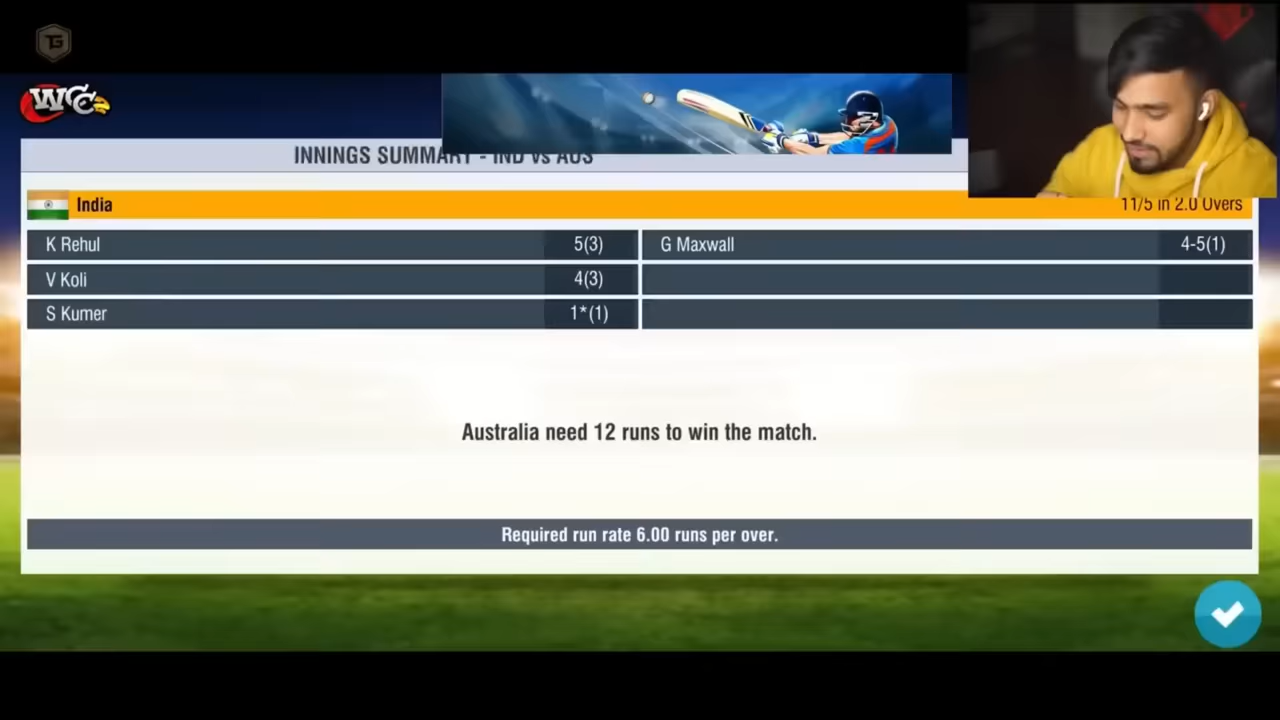 TG
WCC
INNINGS SUMMARY - IND vs AUS
India 11/5 in 2.0 Overs
K Rehul 5(3) G Maxwall 4-5(1)
V Koli 4(3)
S Kumer 1*(1)
Australia need 12 runs to win the match.
Required run rate 6.00 runs per over.